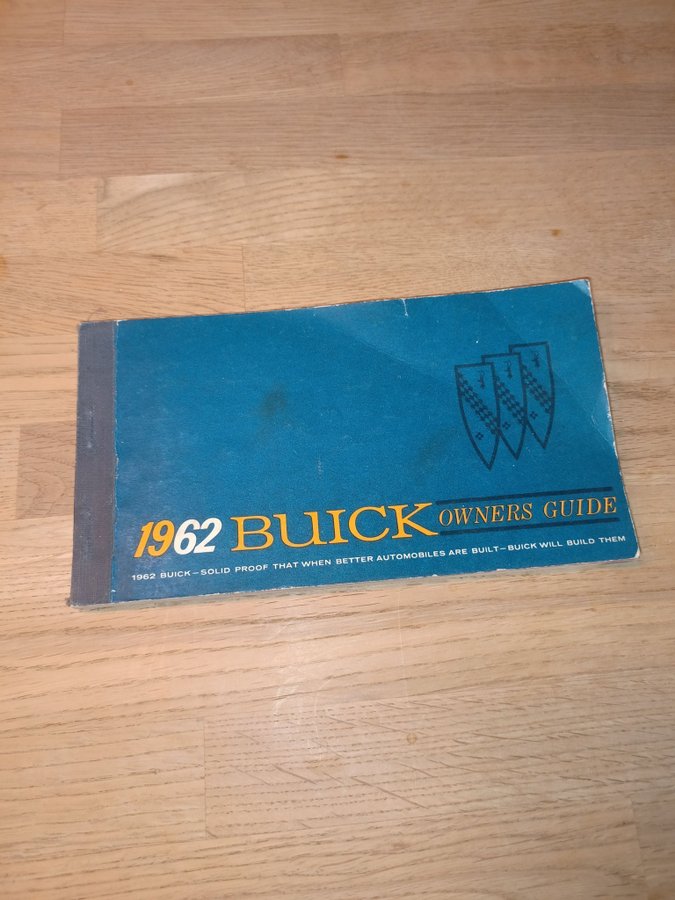 1962 BUICK OWNERS GUIDE
1962 BUICK—SOLID PROOF THAT WHEN BETTER AUTOMOBILES ARE BUILT—BUICK WILL BUILD THEM